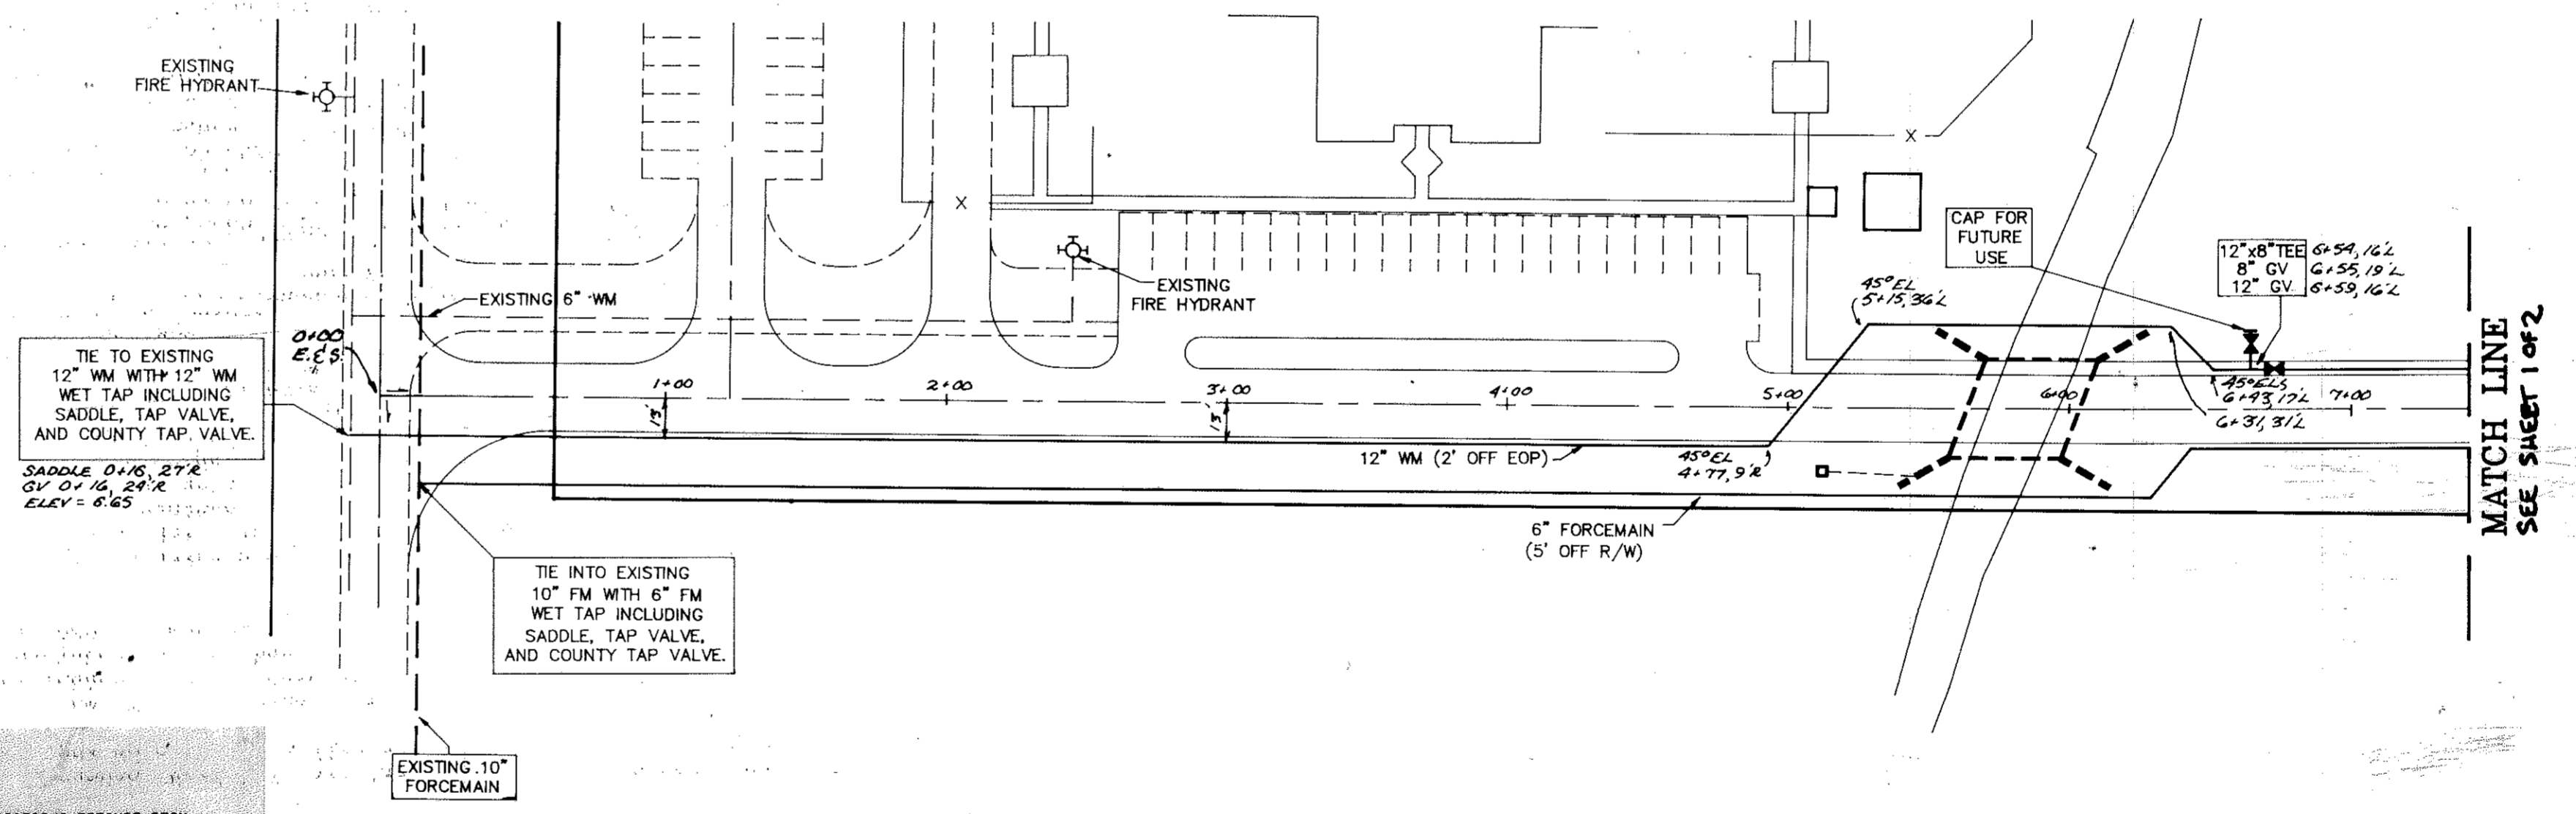 EXISTING
FIRE HYDRANT
EXISTING 6" WM
0+00
E.&S.
TIE TO EXISTING
12" WM WITH 12" WM
WET TAP INCLUDING
SADDLE, TAP VALVE,
AND COUNTY TAP VALVE.
SADDLE 0+16, 27'R
GV 0+16, 24'R
ELEV = 6.65
1+00
13'
2+00
3+00
13'
4+00
5+00
6+00
7+00
X
EXISTING
FIRE HYDRANT
X
CAP FOR
FUTURE
USE
12"x8" TEE 6+54, 16'L
8" GV 6+55, 19'L
12" GV 6+59, 16'L
45° EL
5+15, 36'L
45° ELS
6+43, 17'L
6+31, 31'L
12" WM (2' OFF EOP)
45° EL
4+77, 9'R
6" FORCEMAIN
(5' OFF R/W)
TIE INTO EXISTING
10" FM WITH 6" FM
WET TAP INCLUDING
SADDLE, TAP VALVE,
AND COUNTY TAP VALVE.
EXISTING 10"
FORCEMAIN
MATCH LINE
SEE SHEET 1 OF 2